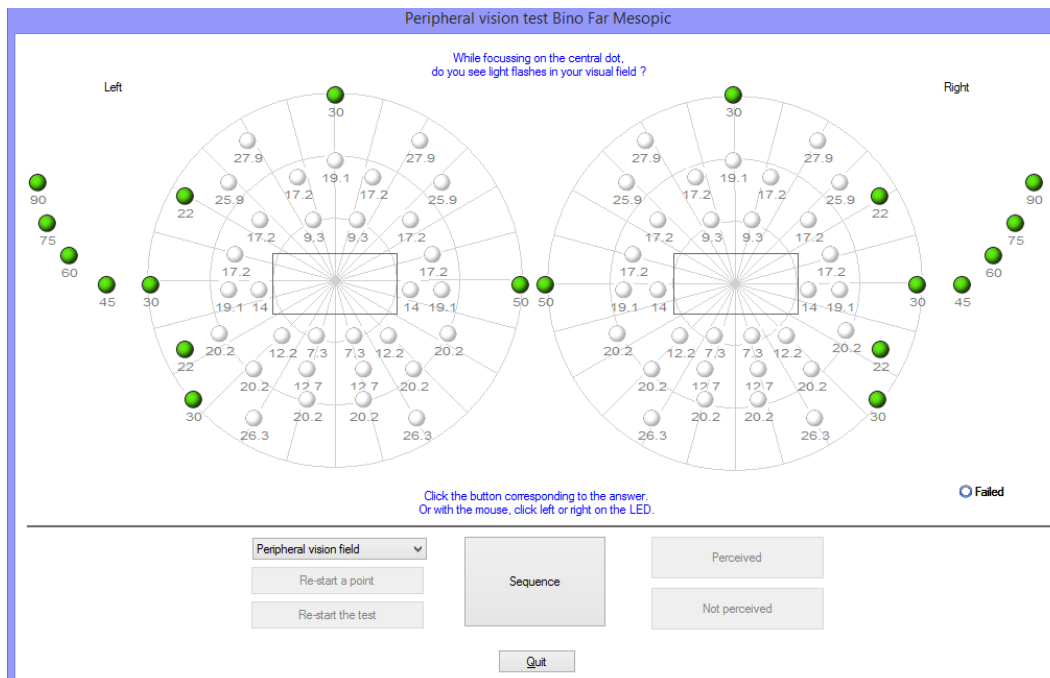 Peripheral vision test Bino Far Mesopic
While focussing on the central dot,
do you see light flashes in your visual field ?
Left Right
30 30
27.9 27.9 27.9 27.9
19.1 19.1
17.2 17.2 17.2 17.2
90 25.9 25.9 25.9 25.9 90
22 22
75 17.2 9.3 9.3 17.2 17.2 9.3 9.3 17.2 75
60 17.2 17.2 17.2 17.2 60
45 30 19.1 14 14 19.1 50 50 19.1 14 14 19.1 30 45
20.2 12.2 7.3 7.3 12.2 20.2 20.2 12.2 7.3 7.3 12.2 20.2
22 22
20.2 12.7 12.7 20.2 20.2 12.7 12.7 20.2
30 20.2 20.2 20.2 20.2 30
26.3 26.3 26.3 26.3
Click the button corresponding to the answer.
Or with the mouse, click left or right on the LED.
Failed
Peripheral vision field
Re-start a point
Re-start the test
Sequence
Perceived
Not perceived
Quit